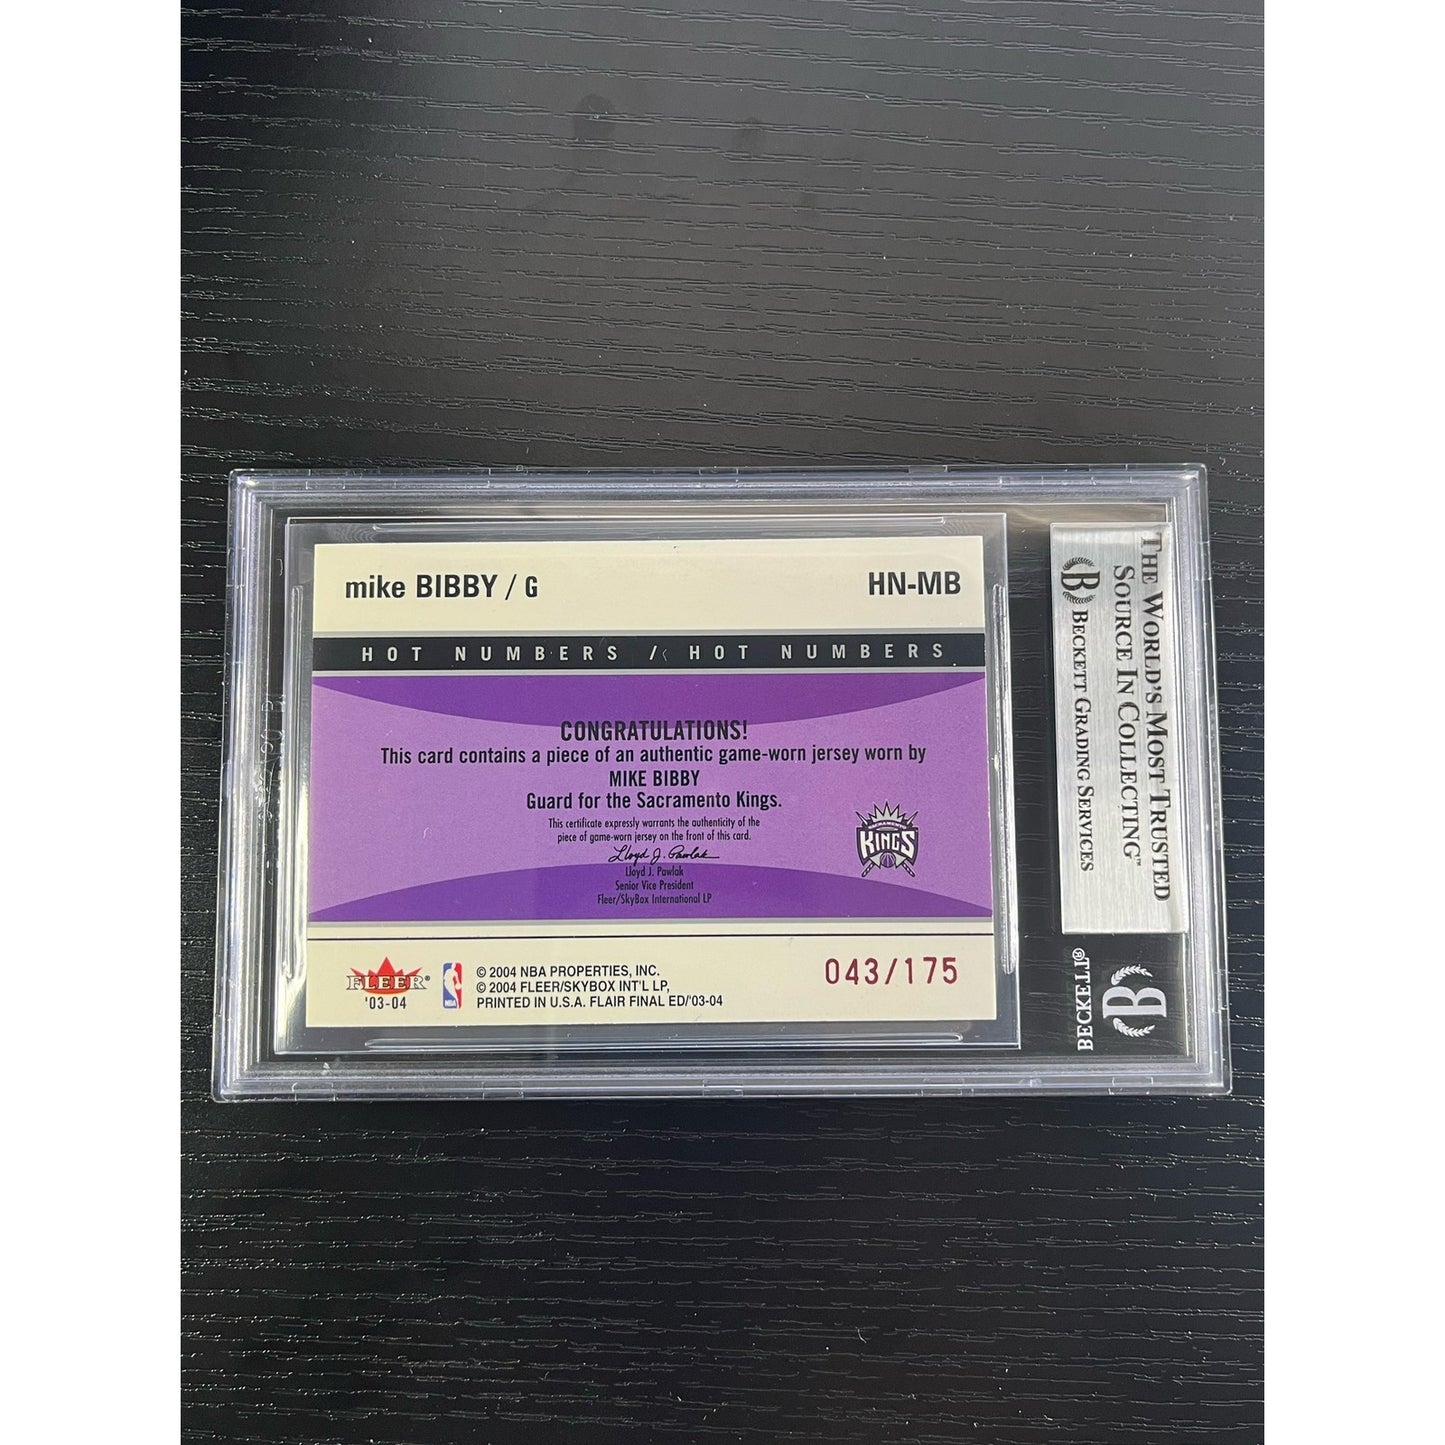 mike BIBBY / G
HN-MB
HOT NUMBERS / HOT NUMBERS
CONGRATULATIONS!
This card contains a piece of an authentic game-worn jersey worn by
MIKE BIBBY
Guard for the Sacramento Kings.
This certificate expressly warrants the authenticity of the
piece of game-worn jersey on the front of this card.
Lloyd J. Pawlak
Lloyd J. Pawlak
Senior Vice President
Fleer/SkyBox International LP
SACRAMENTO
KINGS
FLEER®
'03-04
NBA
© 2004 NBA PROPERTIES, INC.
© 2004 FLEER/SKYBOX INT'L LP,
PRINTED IN U.S.A. FLAIR FINAL ED/'03-04
043/175
THE WORLD'S MOST TRUSTED
SOURCE IN COLLECTING™
B BECKETT GRADING SERVICES
B
BECKETT®